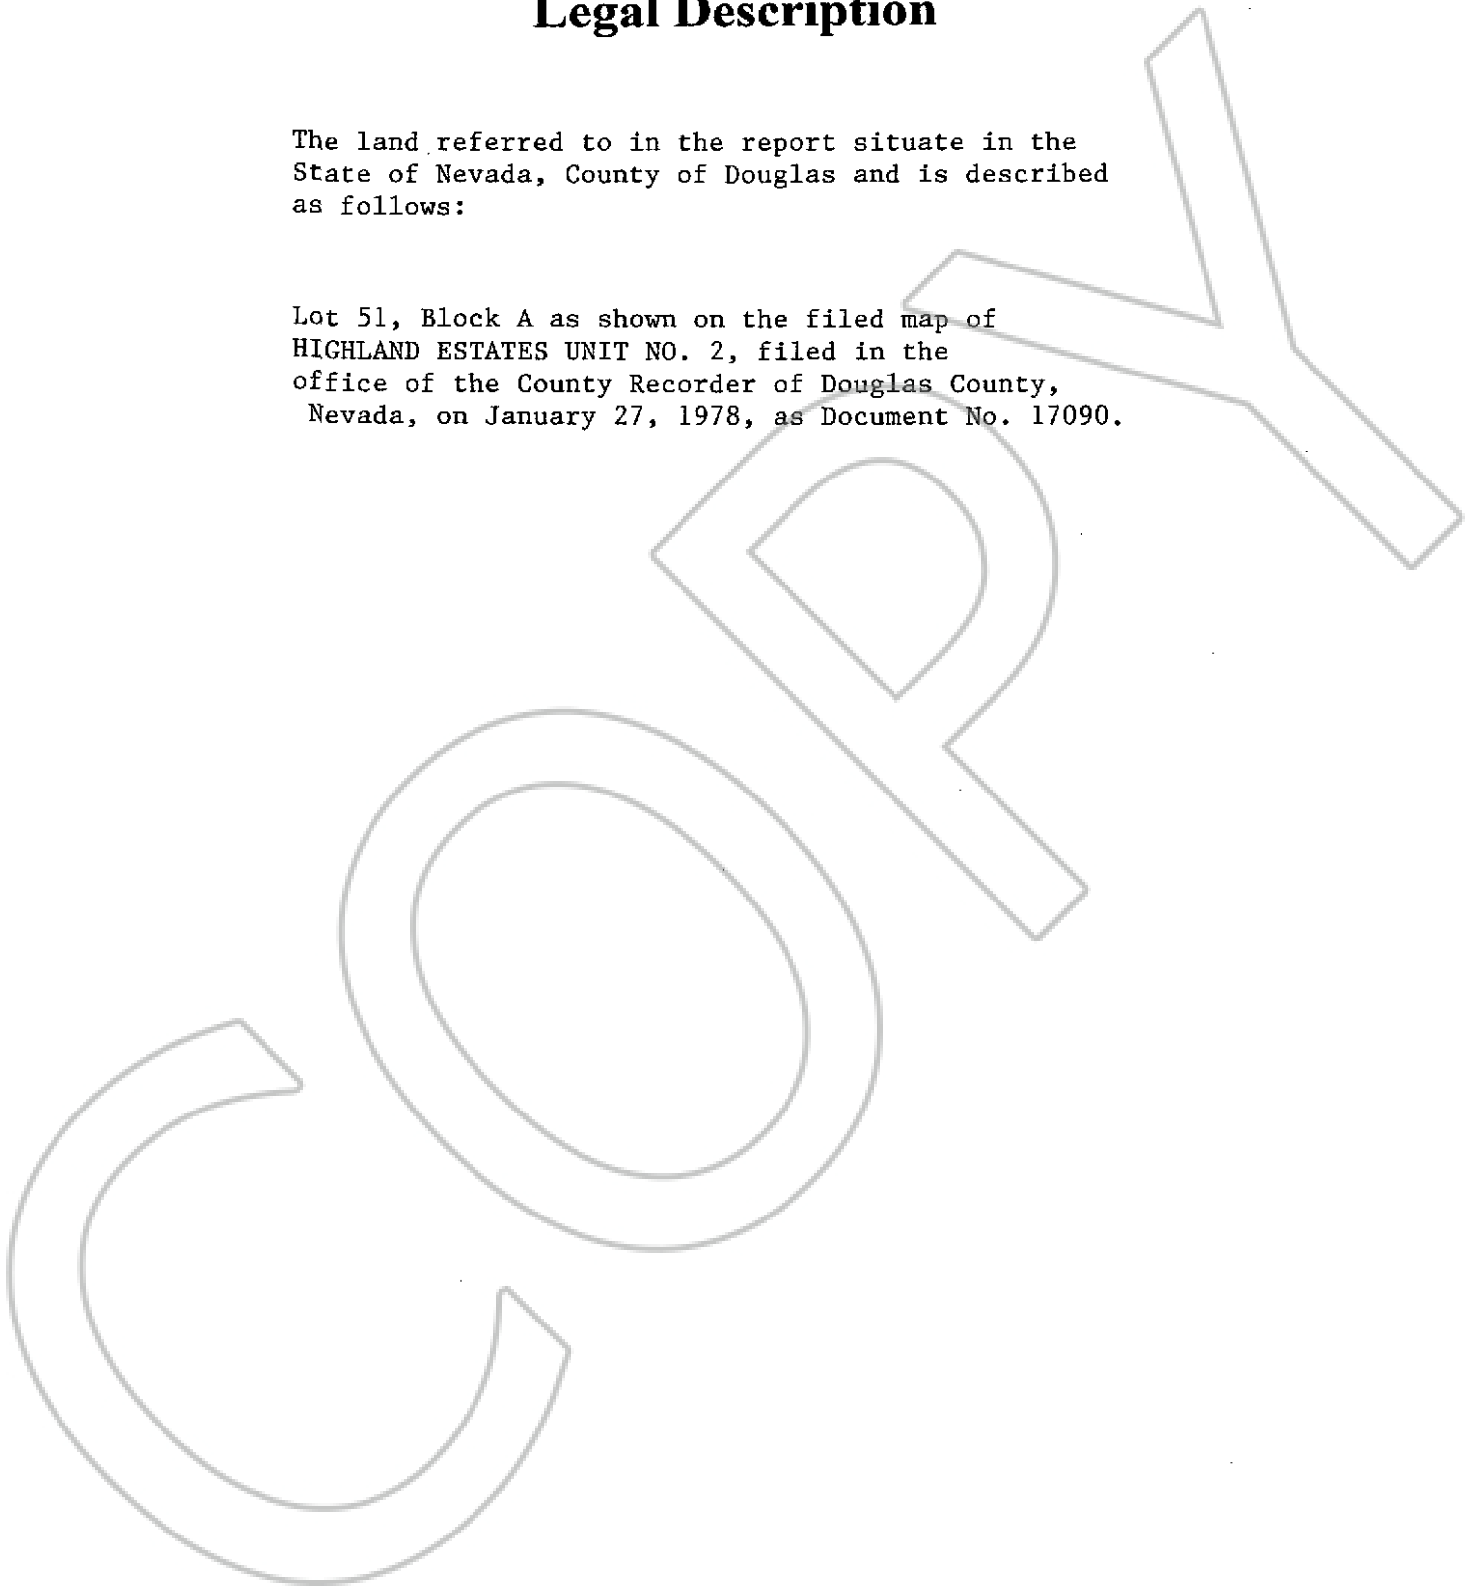 Legal Description
The land referred to in the report situate in the
State of Nevada, County of Douglas and is described
as follows:
Lot 51, Block A as shown on the filed map of
HIGHLAND ESTATES UNIT NO. 2, filed in the
office of the County Recorder of Douglas County,
Nevada, on January 27, 1978, as Document No. 17090.
COPY